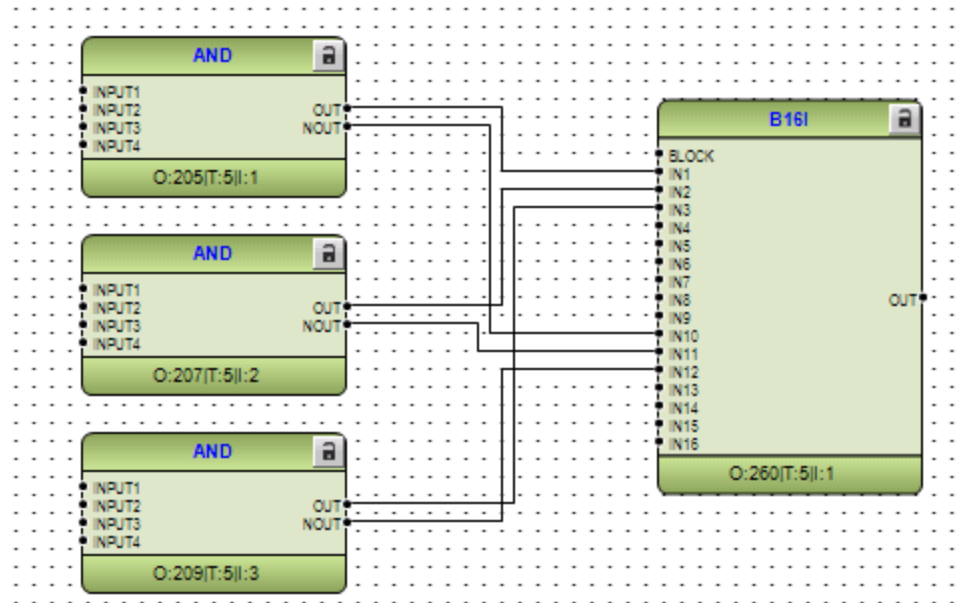 AND
INPUT1
INPUT2
INPUT3
INPUT4
OUT
NOUT
O:205|T:5|I:1
AND
INPUT1
INPUT2
INPUT3
INPUT4
OUT
NOUT
O:207|T:5|I:2
AND
INPUT1
INPUT2
INPUT3
INPUT4
OUT
NOUT
O:209|T:5|I:3
B16I
BLOCK
IN1
IN2
IN3
IN4
IN5
IN6
IN7
IN8
IN9
IN10
IN11
IN12
IN13
IN14
IN15
IN16
OUT
O:260|T:5|I:1